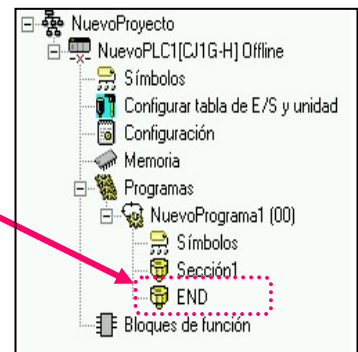 NuevoProyecto
NuevoPLC1[CJ1G-H] Offline
Símbolos
Configurar tabla de E/S y unidad
Configuración
Memoria
Programas
NuevoPrograma1 (00)
Símbolos
Sección1
END
Bloques de función